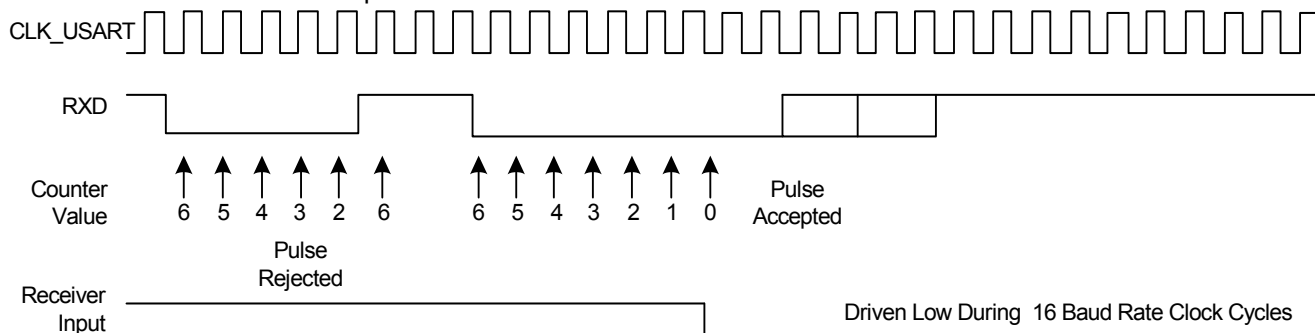 CLK_USART
RXD
Counter
Value
6 5 4 3 2 6 6 5 4 3 2 1 0
Pulse
Accepted
Pulse
Rejected
Receiver
Input
Driven Low During 16 Baud Rate Clock Cycles